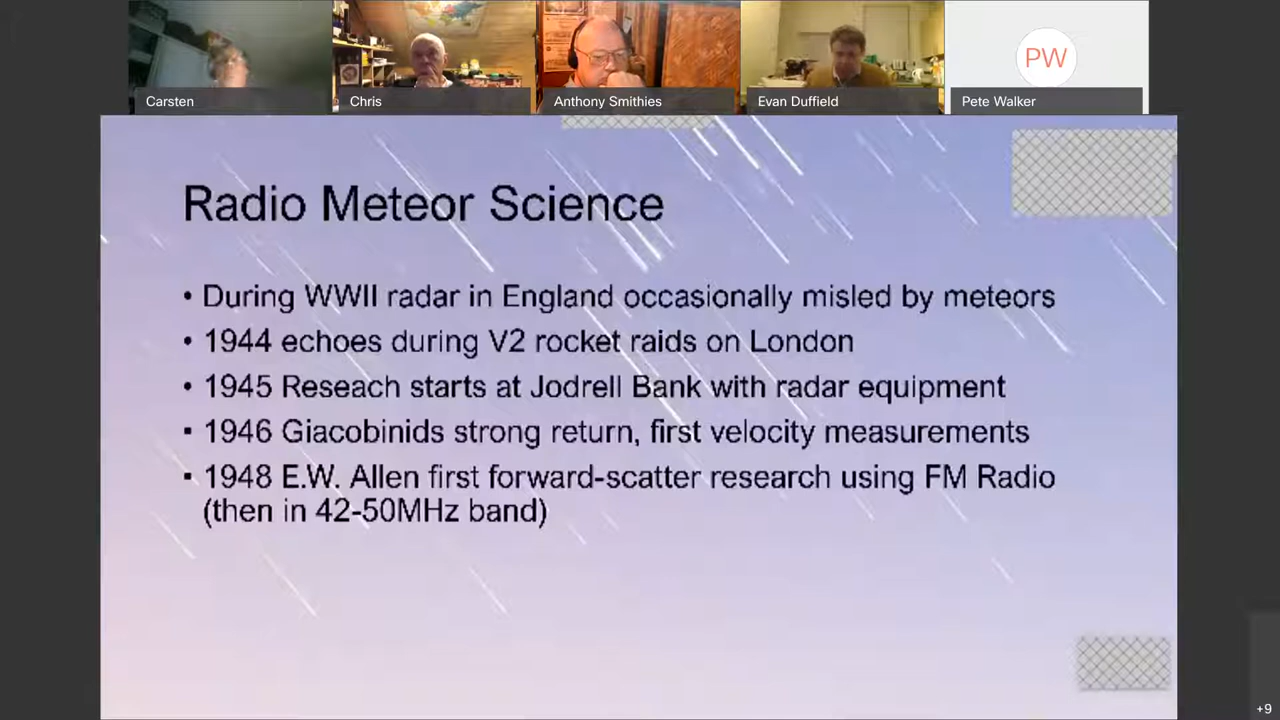 PW
Carsten
Chris
Anthony Smithies
Evan Duffield
Pete Walker
Radio Meteor Science
• During WWII radar in England occasionally misled by meteors
• 1944 echoes during V2 rocket raids on London
• 1945 Reseach starts at Jodrell Bank with radar equipment
▪ 1946 Giacobinids strong return, first velocity measurements
▪ 1948 E.W. Allen first forward-scatter research using FM Radio
(then in 42-50MHz band)
+9